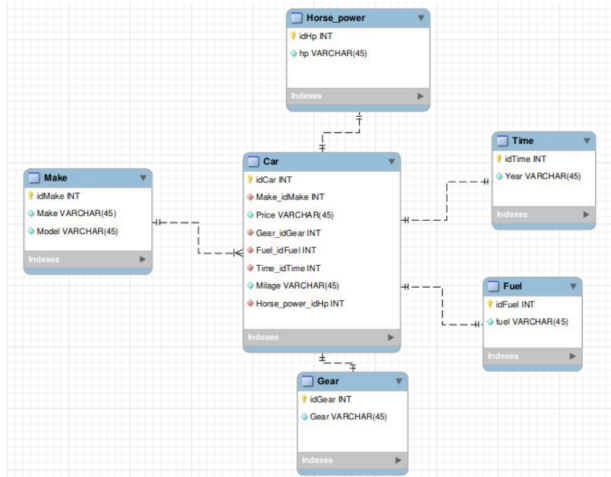 Horse_power
idHp INT
hp VARCHAR(45)
Indexes
Car
idCar INT
Make_idMake INT
Price VARCHAR(45)
Gear_idGear INT
Fuel_idFuel INT
Time_idTime INT
Milage VARCHAR(45)
Horse_power_idHp INT
Indexes
Time
idTime INT
Year VARCHAR(45)
Indexes
Make
idMake INT
Make VARCHAR(45)
Model VARCHAR(45)
Indexes
Fuel
idFuel INT
fuel VARCHAR(45)
Indexes
Gear
idGear INT
Gear VARCHAR(45)
Indexes